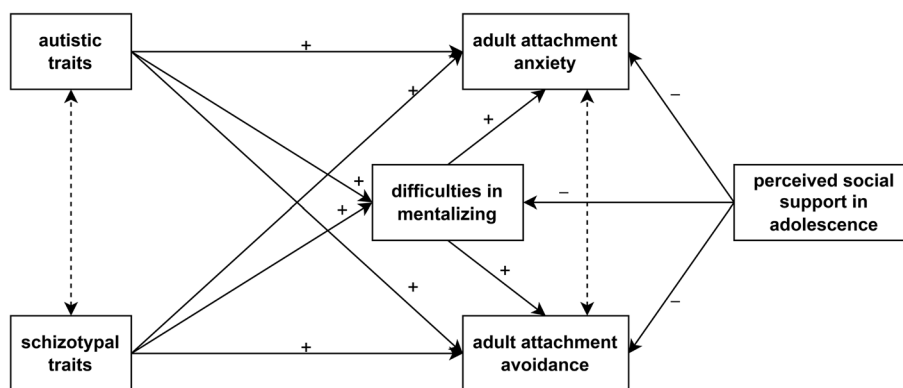 autistic
traits
adult attachment
anxiety
+
+
−
+
difficulties in
mentalizing
+
+
−
perceived social
support in
adolescence
+
+
−
schizotypal
traits
+
adult attachment
avoidance